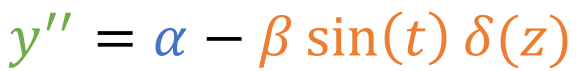 y′′ = α − β sin(t) δ(z)